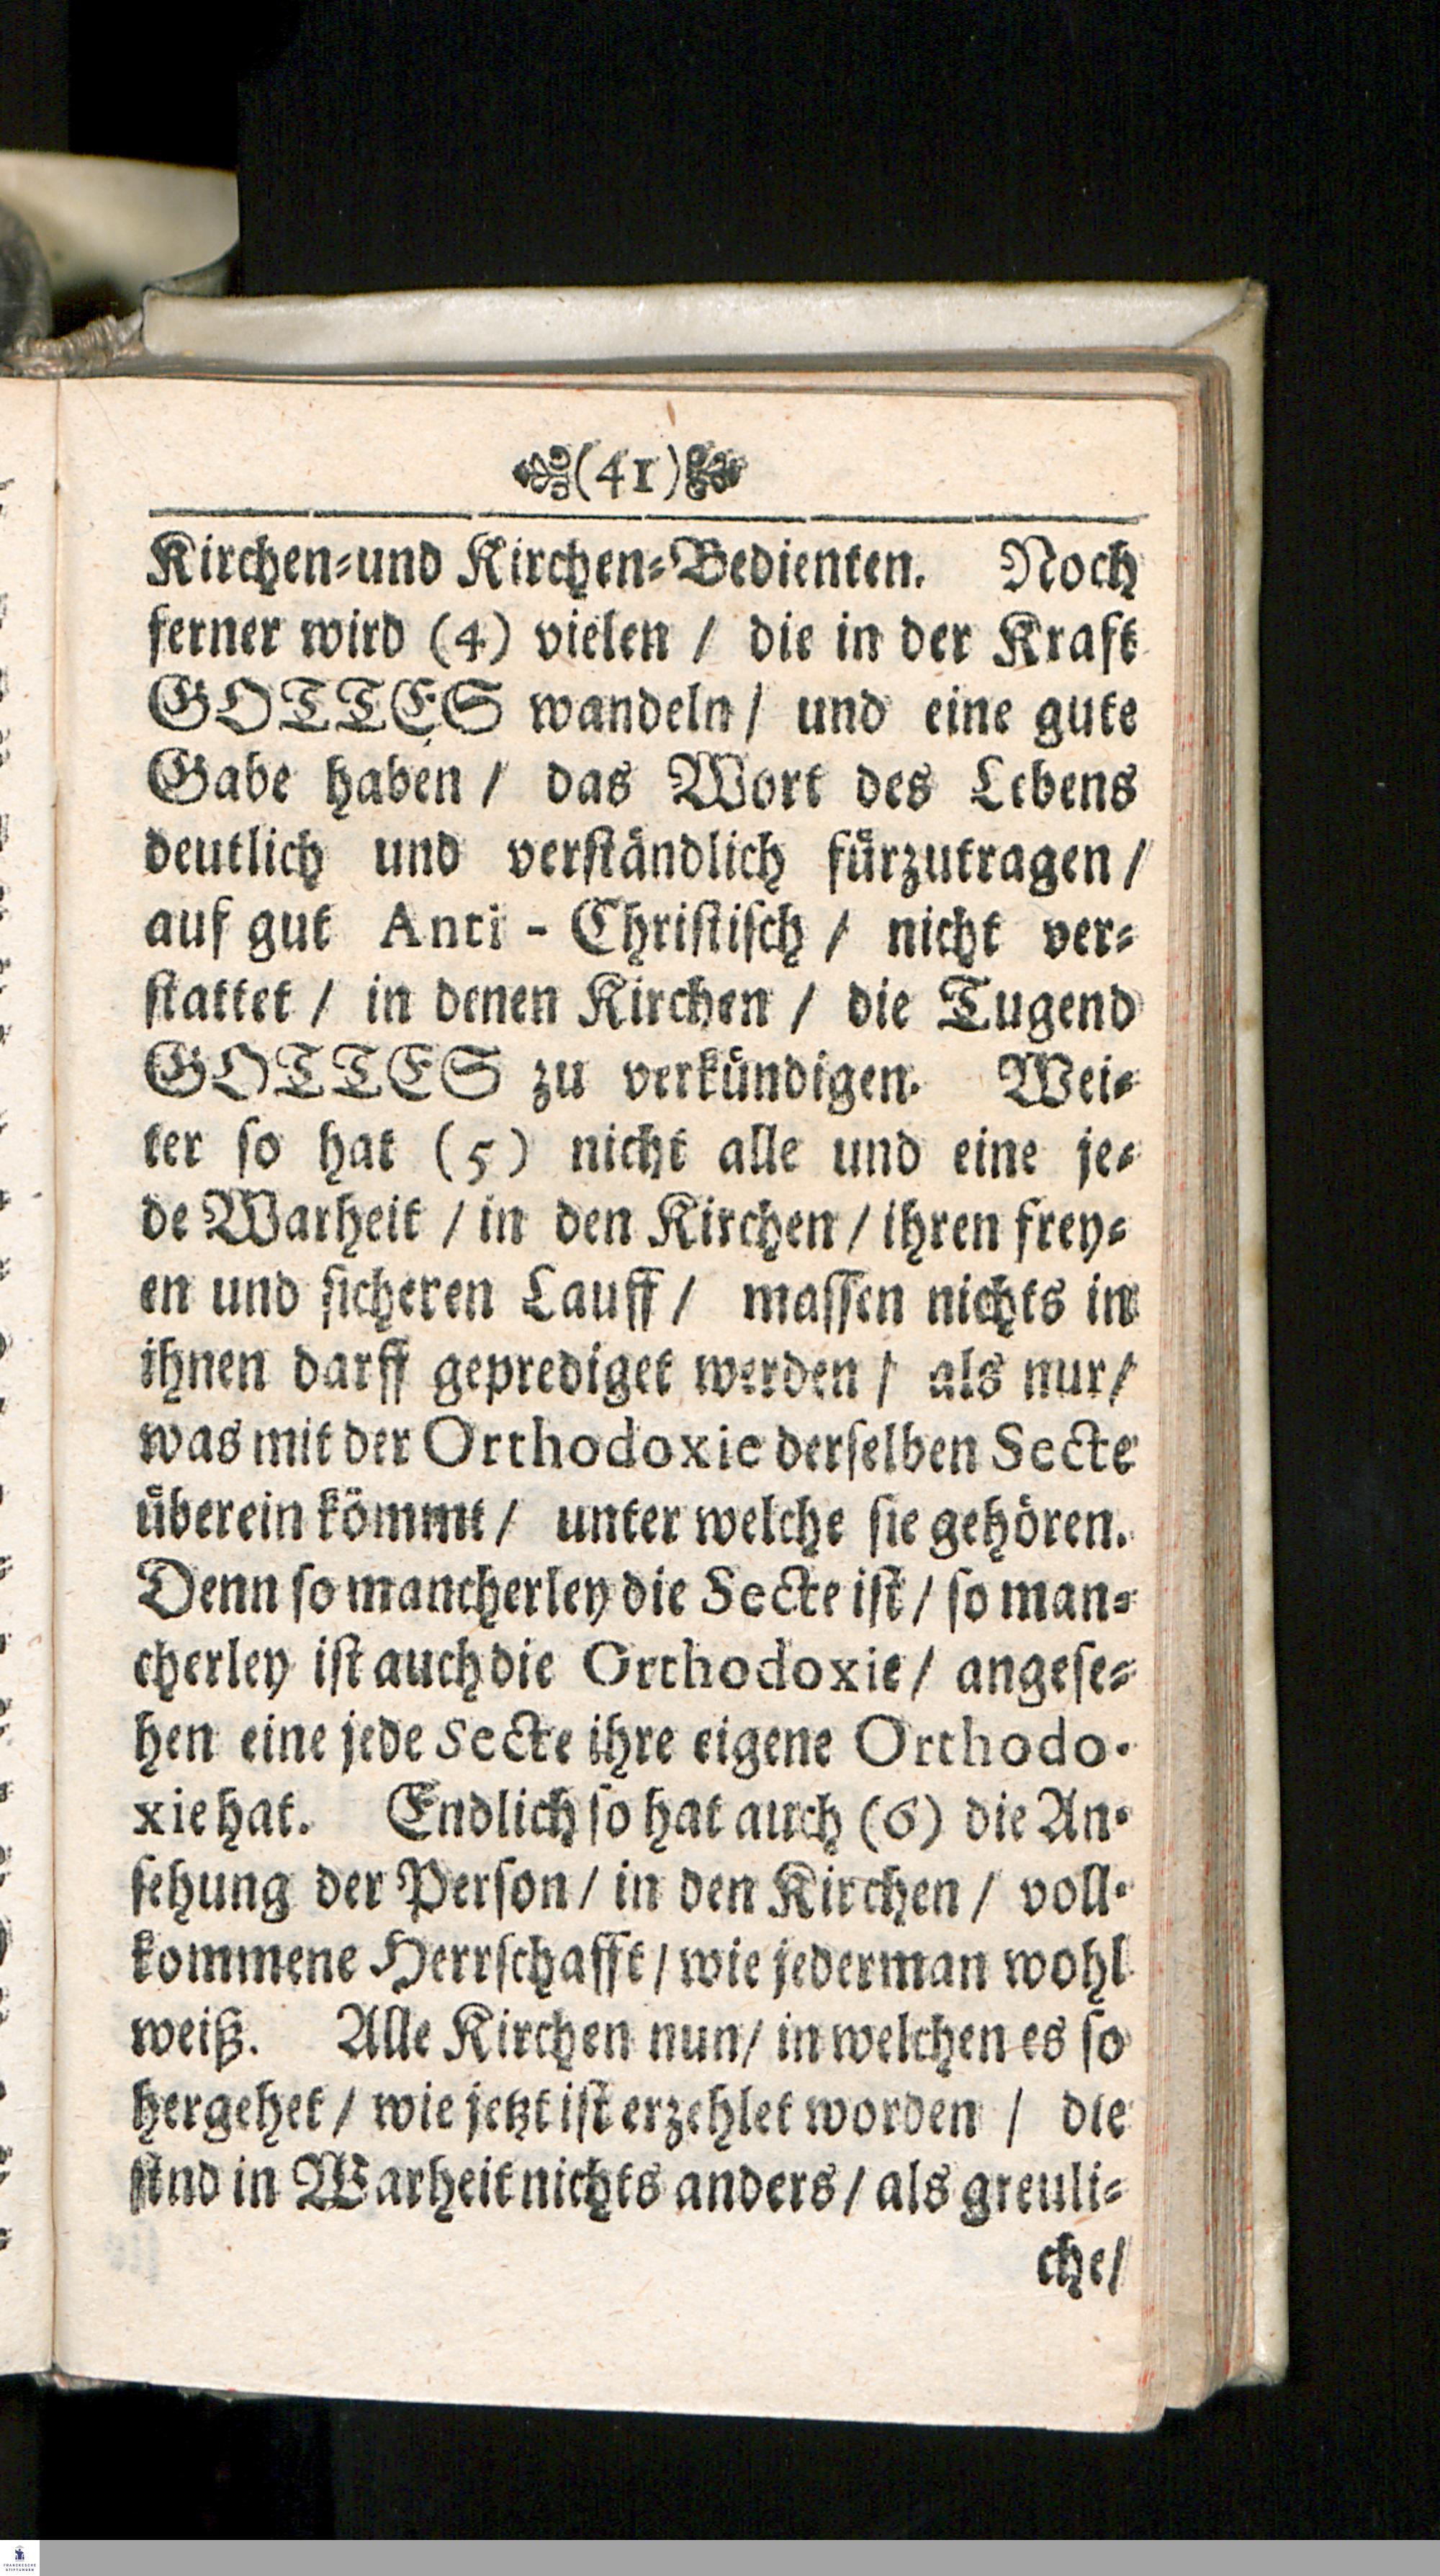 (41)
Kirchen-und Kirchen-Bedienten. Noch
ferner wird (4) vielen / die in der Kraft
GOTTES wandeln / und eine gute
Gabe haben / das Wort des Lebens
deutlich und verständlich fürzutragen /
auf gut Anti - Christisch / nicht ver-
stattet / in denen Kirchen / die Tugend
GOTTES zu verkündigen. Wei-
ter so hat (5) nicht alle und eine je-
de Warheit / in den Kirchen / ihren frey-
en und sicheren Lauff / massen nichts in
ihnen darff geprediget werden / als nur /
was mit der Orthodoxie derselben Secte
überein kömmt / unter welche sie gehören.
Denn so mancherley die Secte ist / so man-
cherley ist auch die Orthodoxie / angese-
hen eine jede Secte ihre eigene Orthodo-
xie hat. Endlich so hat auch (6) die An-
sehung der Person / in den Kirchen / voll-
kommene Herrschafft / wie jederman wohl
weiß. Alle Kirchen nun / in welchen es so
hergehet / wie jetzt ist erzehlet worden / die
sind in Warheit nichts anders / als greuli-
che /
FRANCKESCHE
STIFTUNGEN